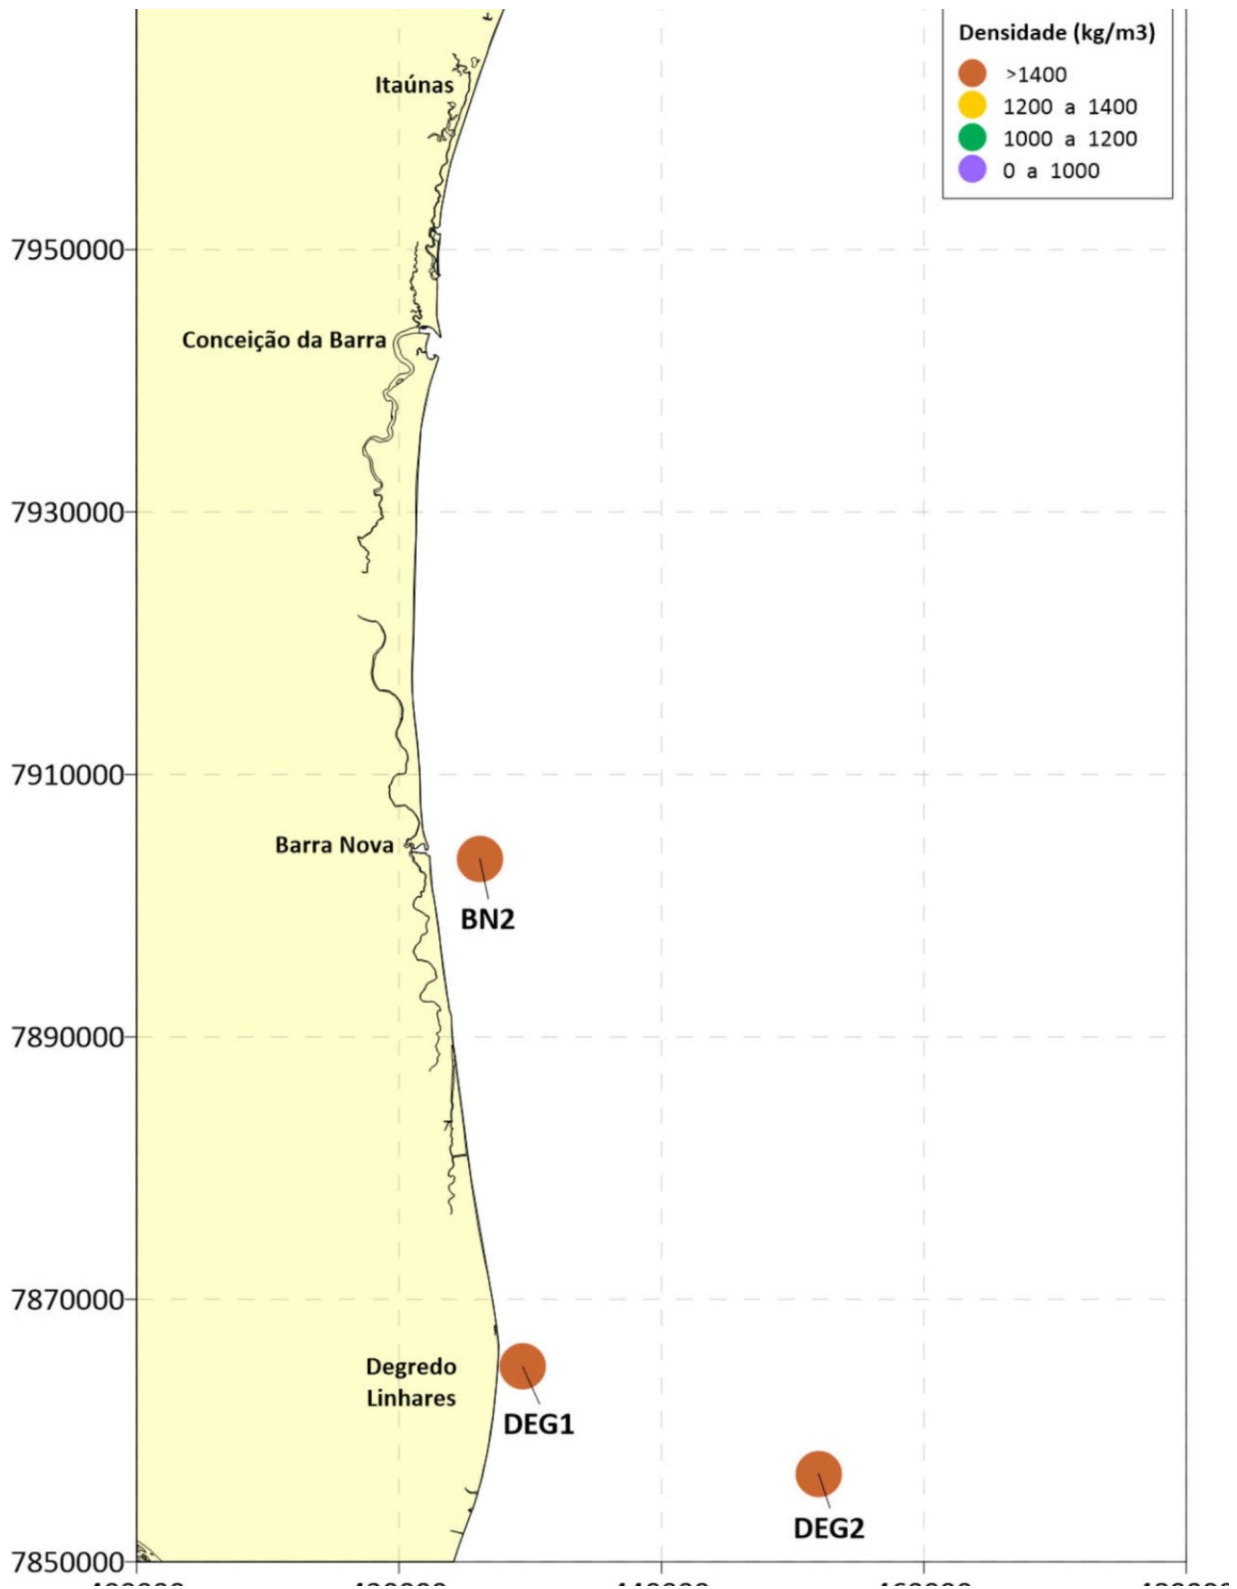 Densidade (kg/m3)
>1400
1200 a 1400
1000 a 1200
0 a 1000
Itaúnas
7950000
Conceição da Barra
7930000
7910000
Barra Nova
BN2
7890000
7870000
Degredo
Linhares
DEG1
DEG2
7850000